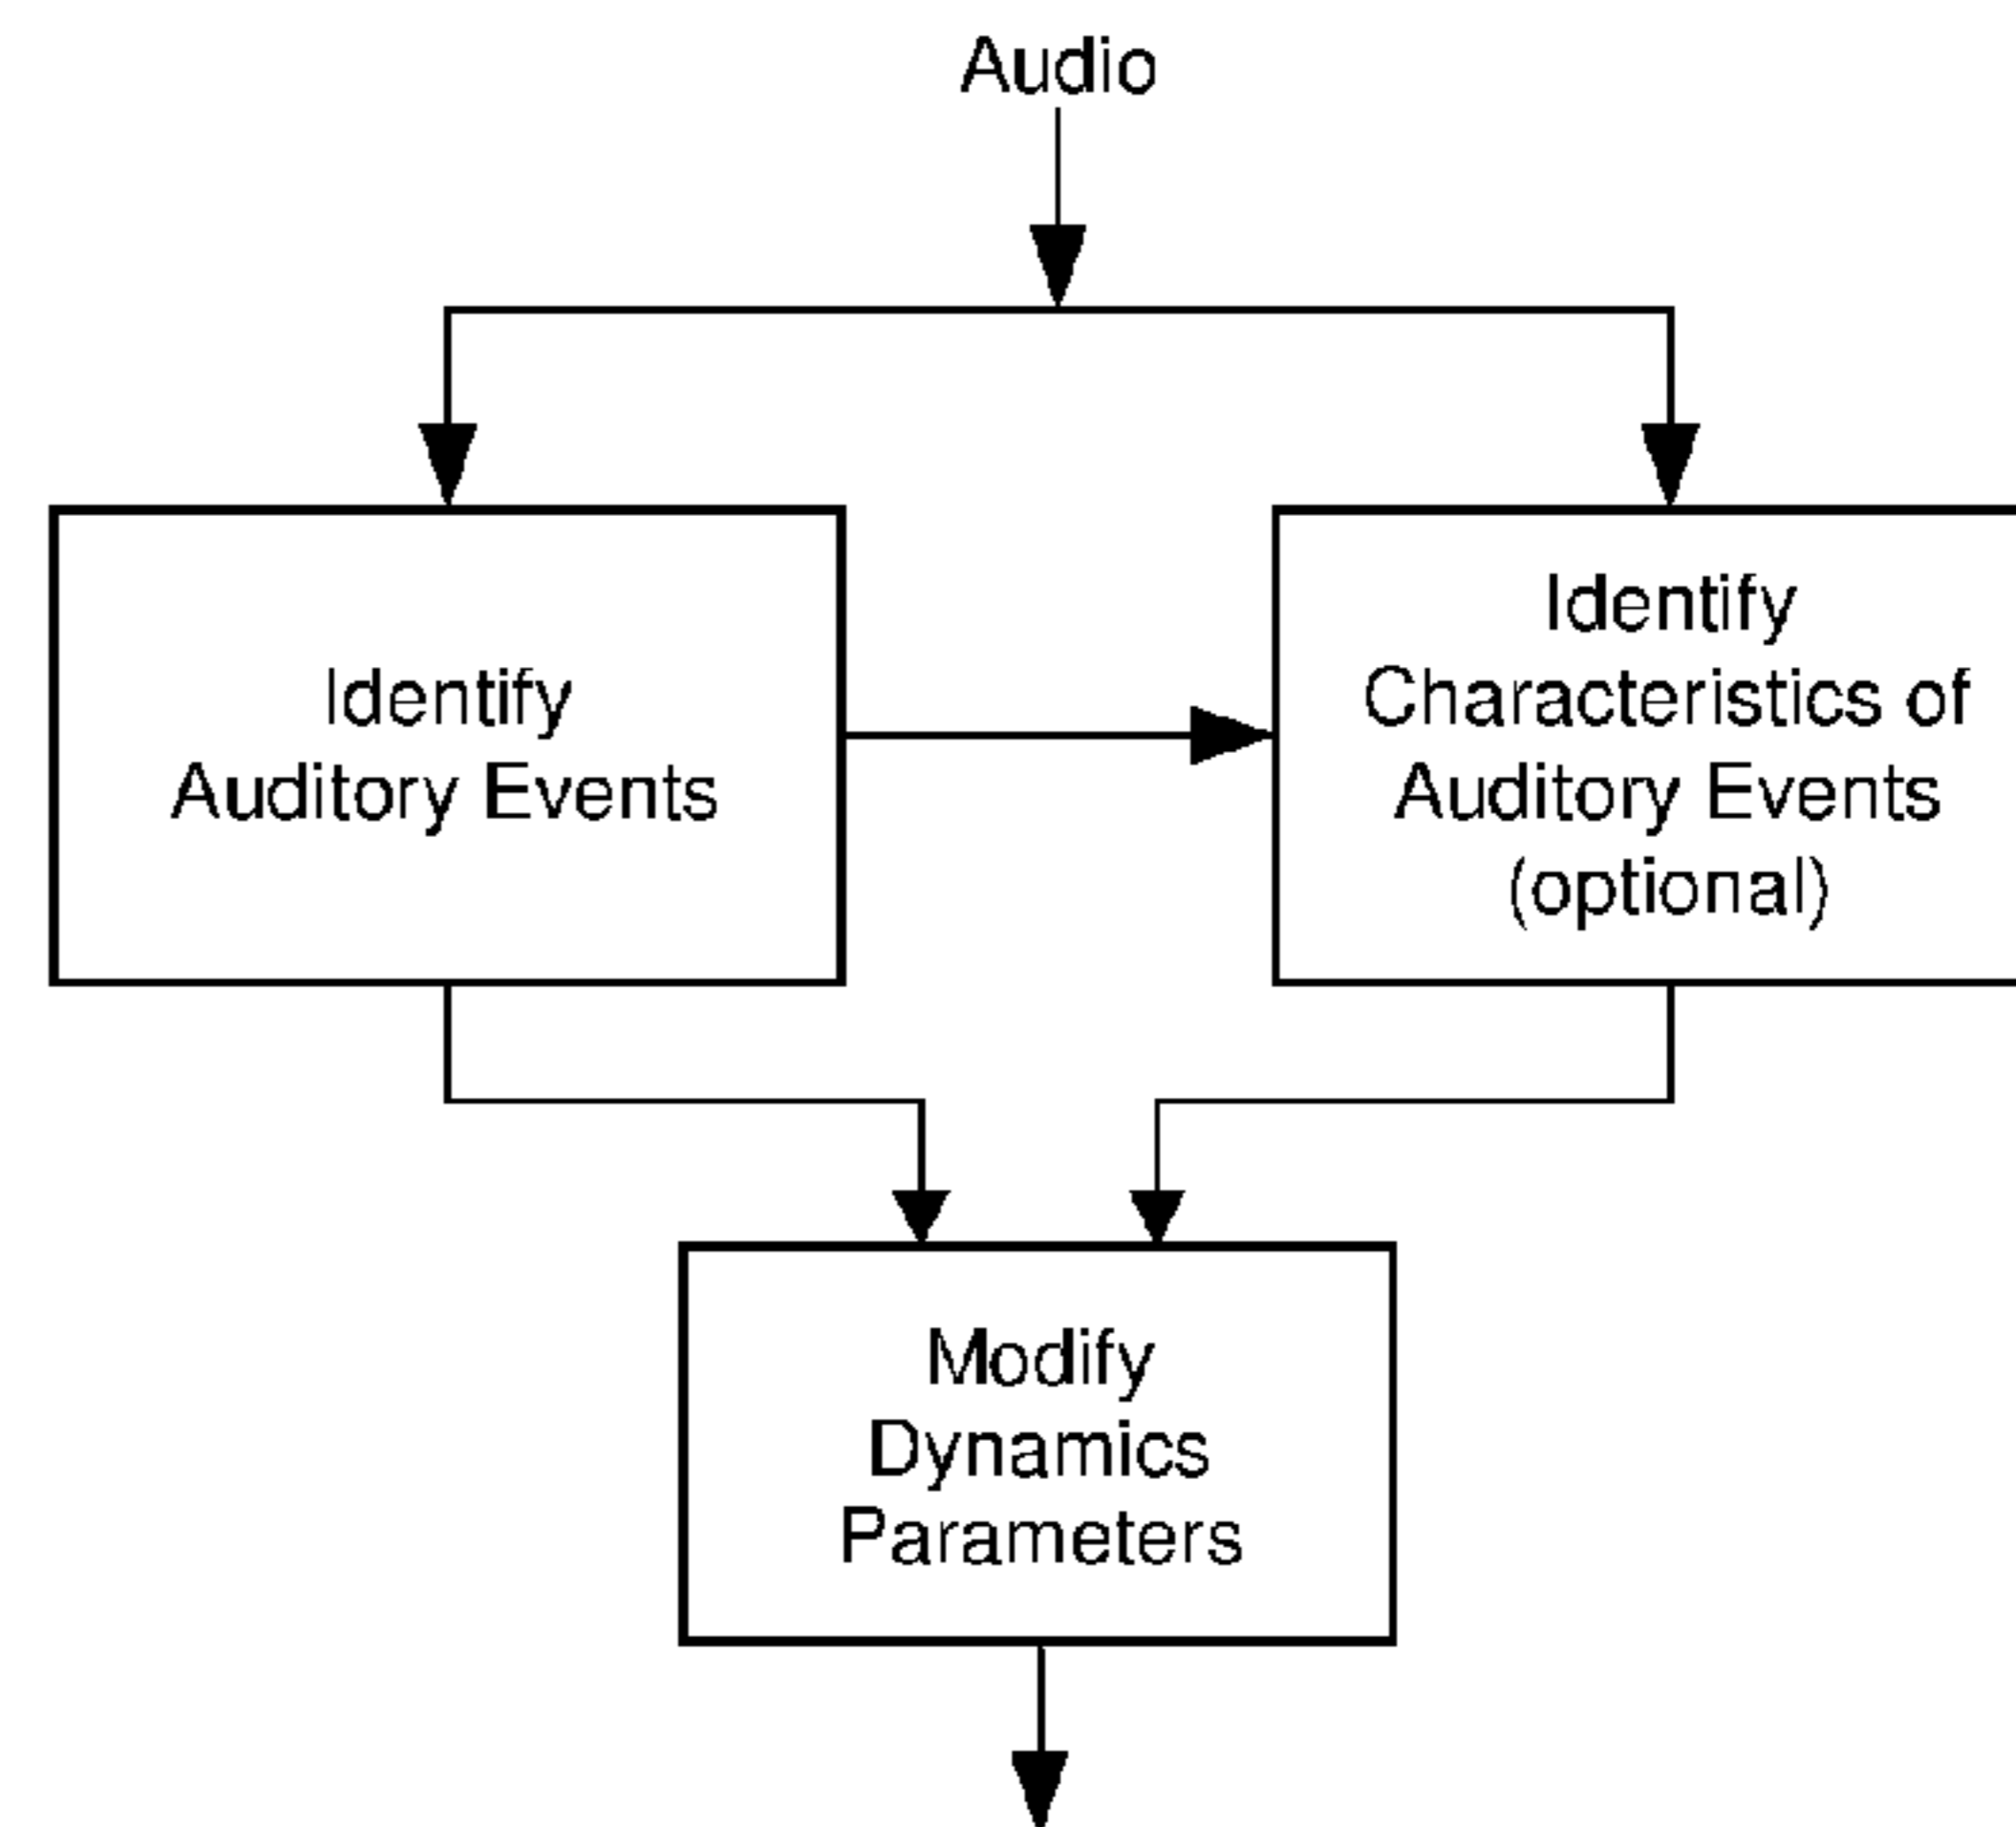 Audio
Identify
Auditory Events
Identify
Characteristics of
Auditory Events
(optional)
Modify
Dynamics
Parameters